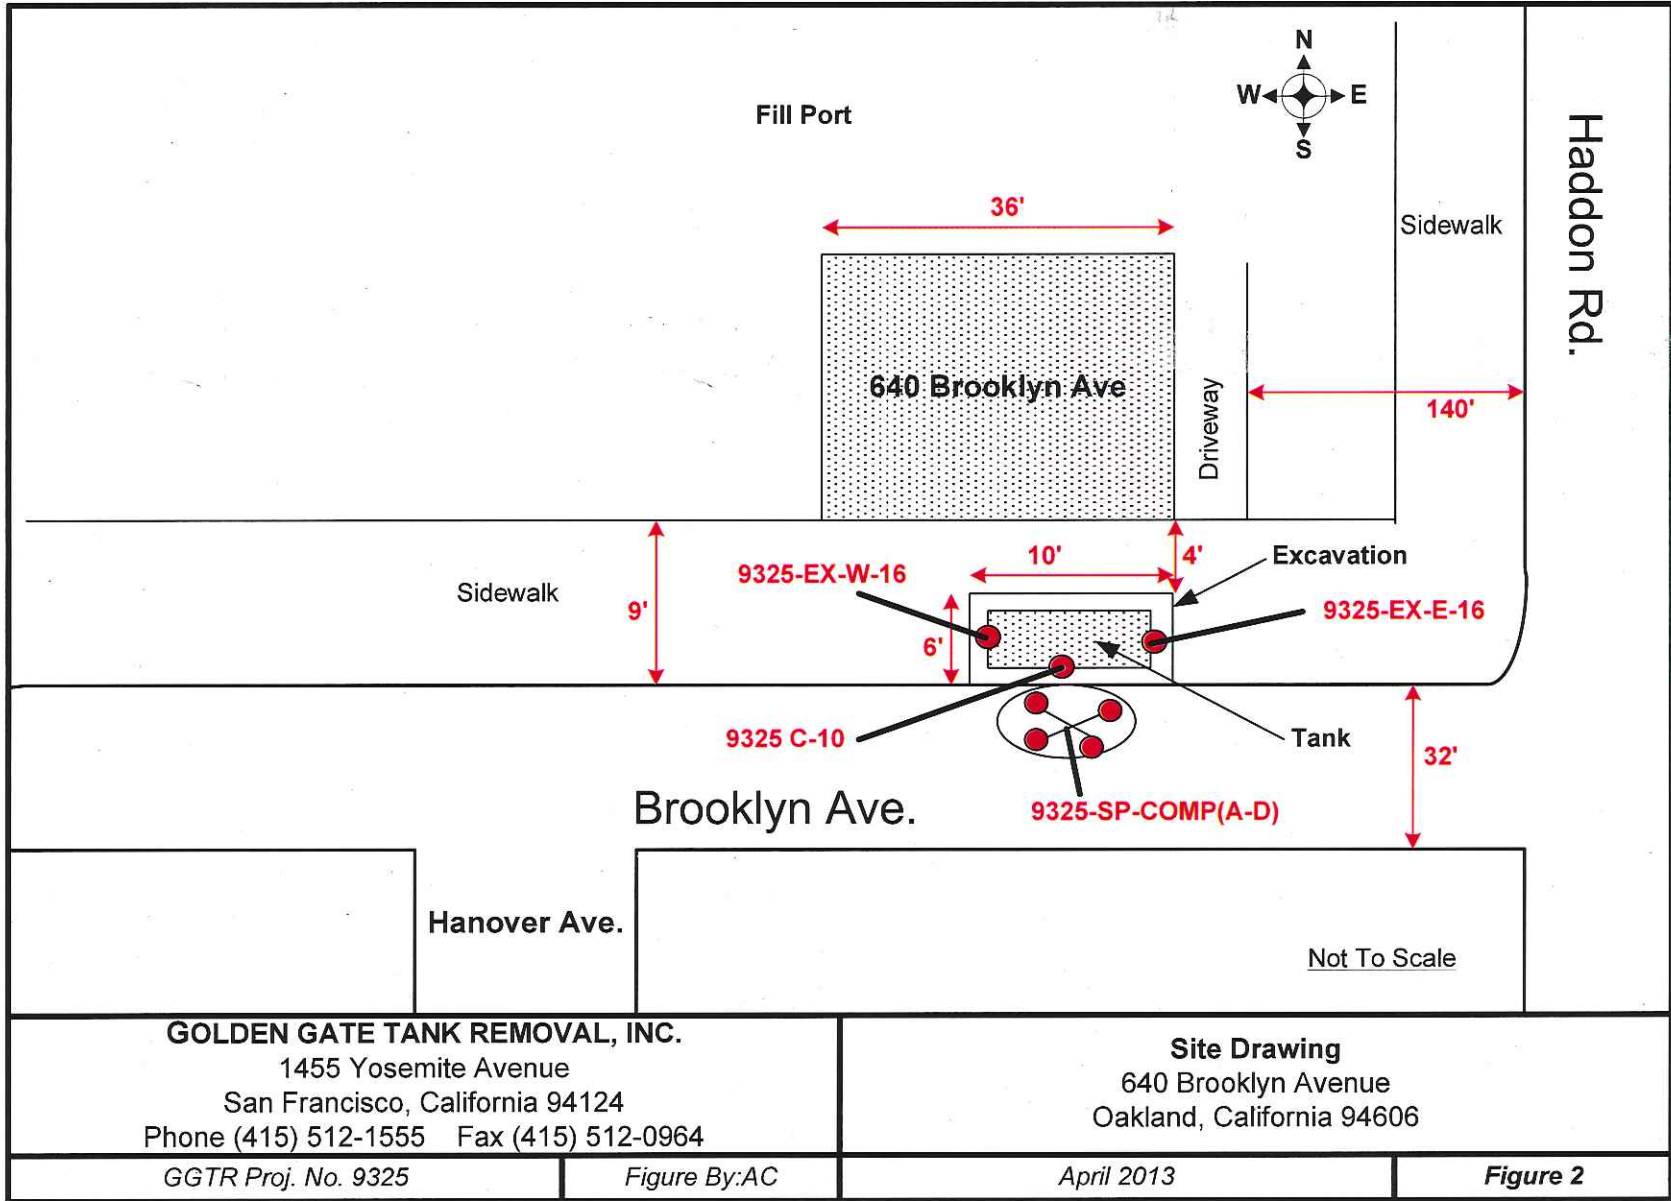 N
W E
S
Fill Port
Haddon Rd.
36'
Sidewalk
640 Brooklyn Ave
Driveway
140'
10'
4'
Excavation
9325-EX-W-16
Sidewalk
9'
6'
9325-EX-E-16
9325 C-10
Tank
32'
Brooklyn Ave.
9325-SP-COMP(A-D)
Hanover Ave.
Not To Scale
GOLDEN GATE TANK REMOVAL, INC.
1455 Yosemite Avenue
San Francisco, California 94124
Phone (415) 512-1555 Fax (415) 512-0964
Site Drawing
640 Brooklyn Avenue
Oakland, California 94606
GGTR Proj. No. 9325
Figure By:AC
April 2013
Figure 2